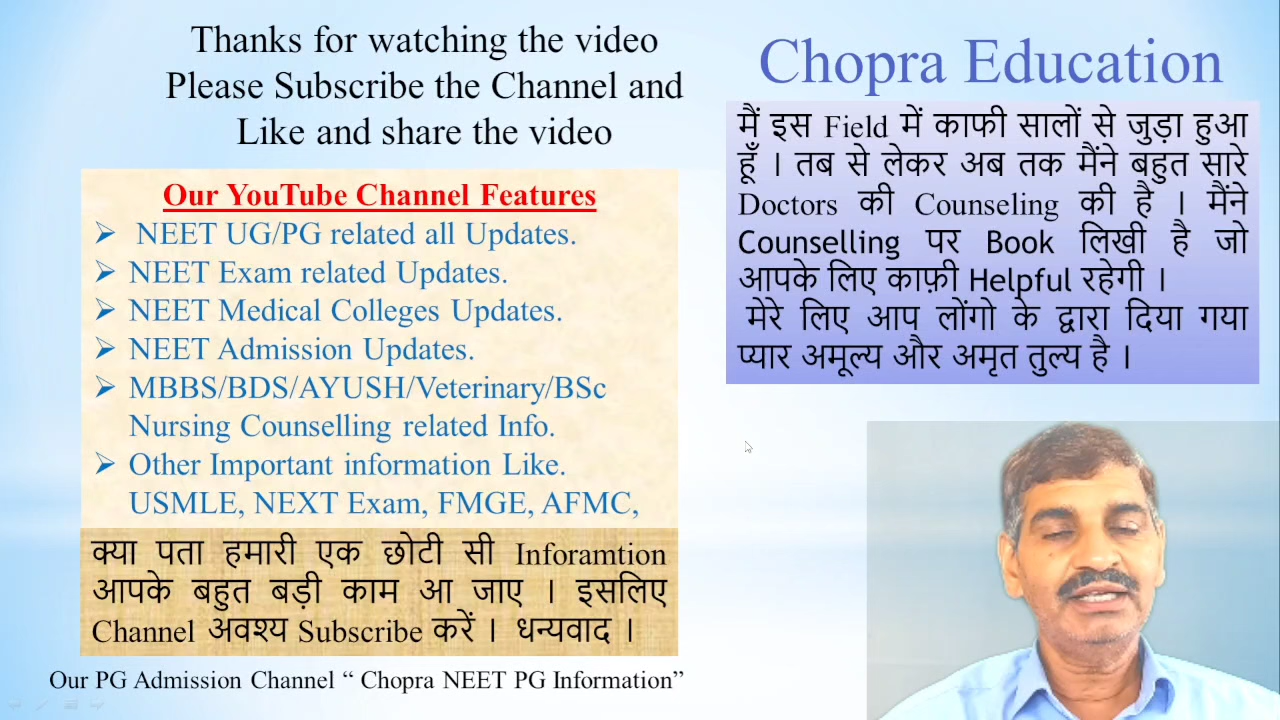 Thanks for watching the video
Please Subscribe the Channel and
Like and share the video
Our YouTube Channel Features
➢ NEET UG/PG related all Updates.
➢ NEET Exam related Updates.
➢ NEET Medical Colleges Updates.
➢ NEET Admission Updates.
➢ MBBS/BDS/AYUSH/Veterinary/BSc
Nursing Counselling related Info.
➢ Other Important information Like.
USMLE, NEXT Exam, FMGE, AFMC,
क्या पता हमारी एक छोटी सी Inforamtion
आपके बहुत बड़ी काम आ जाए । इसलिए
Channel अवश्य Subscribe करें । धन्यवाद ।
Our PG Admission Channel “ Chopra NEET PG Information”
Chopra Education
मैं इस Field में काफी सालों से जुड़ा हुआ
हूँ । तब से लेकर अब तक मैंने बहुत सारे
Doctors की Counseling की है । मैंने
Counselling पर Book लिखी है जो
आपके लिए काफ़ी Helpful रहेगी ।
मेरे लिए आप लोंगो के द्वारा दिया गया
प्यार अमूल्य और अमृत तुल्य है ।